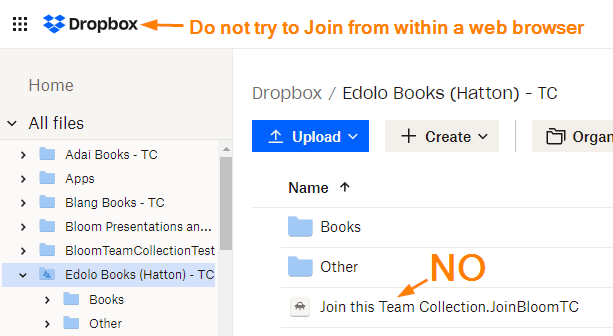 Dropbox Do not try to Join from within a web browser
Home
All files
Adai Books - TC
Apps
Blang Books - TC
Bloom Presentations an...
BloomTeamCollectionTest
Edolo Books (Hatton) - TC
Books
Other
Dropbox / Edolo Books (Hatton) - TC
Upload Create Organ
Name
Books
Other
NO
Join this Team Collection.JoinBloomTC